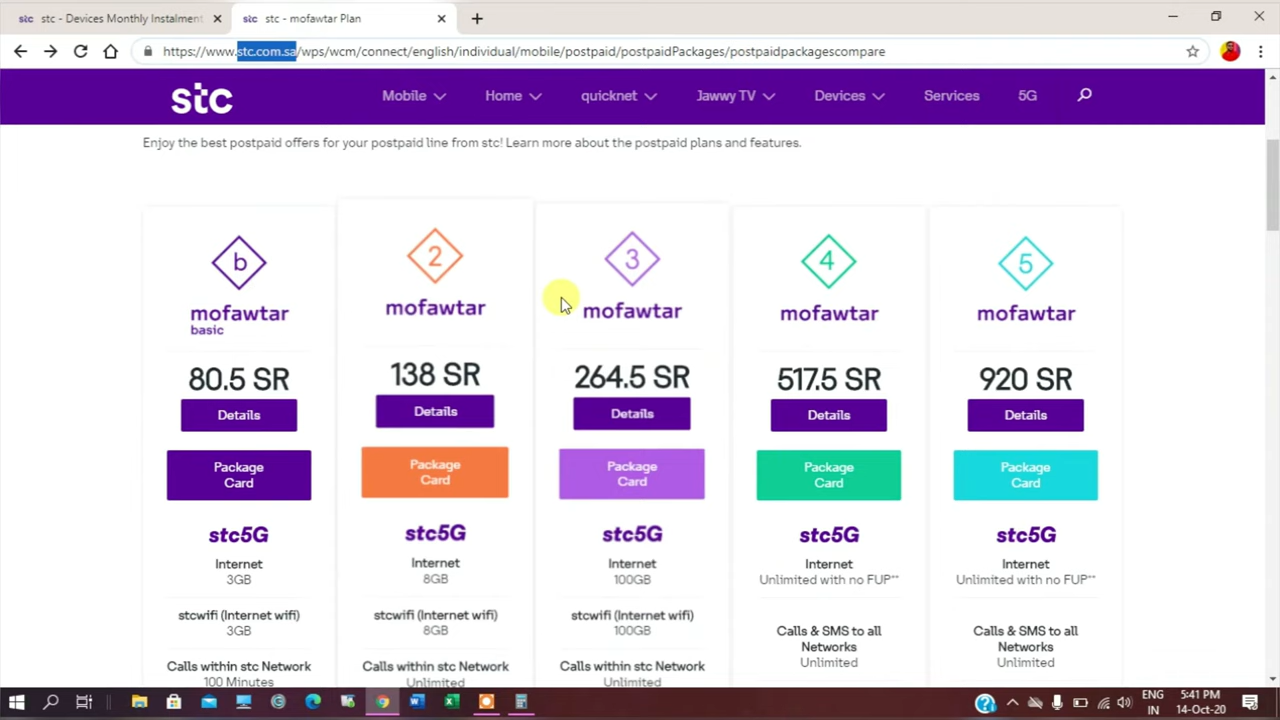 stc - Devices Monthly Instalment
stc - mofawtar Plan
https://www.stc.com.sa/wps/wcm/connect/english/individual/mobile/postpaid/postpaidPackages/postpaidpackagescompare
stc
Mobile
Home
quicknet
Jawwy TV
Devices
Services
5G
Enjoy the best postpaid offers for your postpaid line from stc! Learn more about the postpaid plans and features.
b
mofawtar
basic
80.5 SR
Details
Package
Card
stc5G
Internet
3GB
stcwifi (Internet wifi)
3GB
Calls within stc Network
100 Minutes
2
mofawtar
138 SR
Details
Package
Card
stc5G
Internet
8GB
stcwifi (Internet wifi)
8GB
Calls within stc Network
Unlimited
3
mofawtar
264.5 SR
Details
Package
Card
stc5G
Internet
100GB
stcwifi (Internet wifi)
100GB
Calls within stc Network
Unlimited
4
mofawtar
517.5 SR
Details
Package
Card
stc5G
Internet
Unlimited with no FUP**
Calls & SMS to all
Networks
Unlimited
5
mofawtar
920 SR
Details
Package
Card
stc5G
Internet
Unlimited with no FUP**
Calls & SMS to all
Networks
Unlimited
ENG
IN
5:41 PM
14-Oct-20